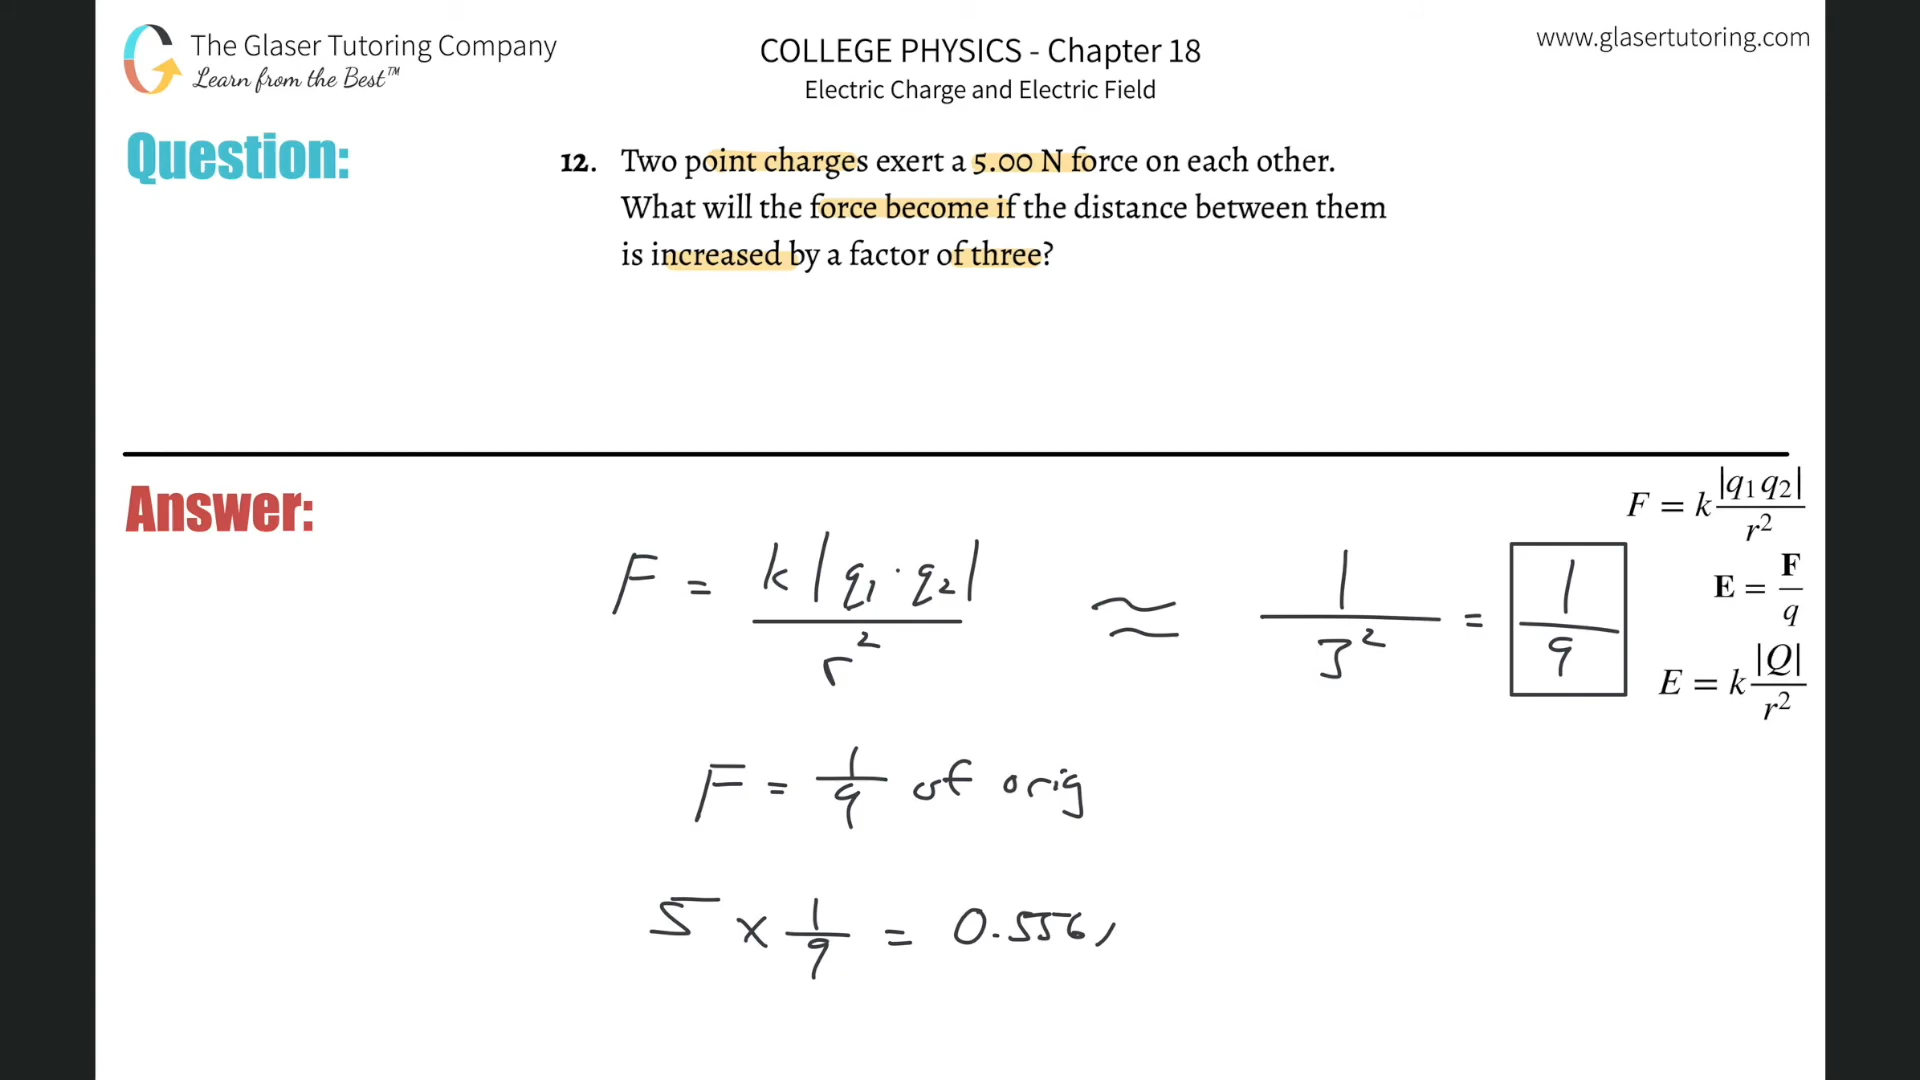 The Glaser Tutoring Company
Learn from the Best™
COLLEGE PHYSICS - Chapter 18
Electric Charge and Electric Field
www.glasertutoring.com
Question:
12. Two point charges exert a 5.00 N force on each other.
What will the force become if the distance between them
is increased by a factor of three?
Answer:
F = k |q₁q₂| / r²
E = F / q
E = k |Q| / r²
F = k |q₁ · q₂| / r² ≈ 1 / 3² = 1 / 9
F = 1/9 of orig
5 × 1/9 = 0.556